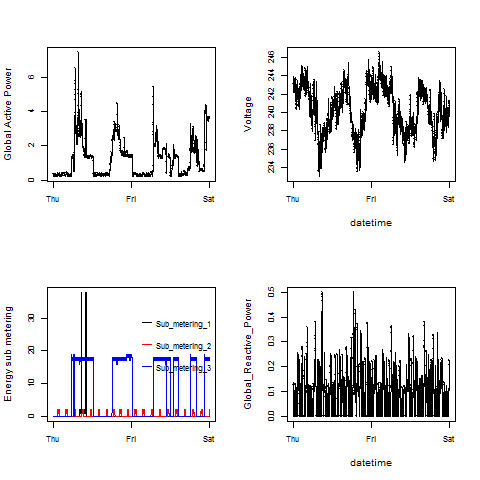 Global Active Power
0 2 4 6
Thu Fri Sat
Voltage
234 236 238 240 242 244 246
Thu Fri Sat
datetime
Energy sub metering
0 10 20 30
Sub_metering_1
Sub_metering_2
Sub_metering_3
Thu Fri Sat
Global_Reactive_Power
0.0 0.1 0.2 0.3 0.4 0.5
Thu Fri Sat
datetime